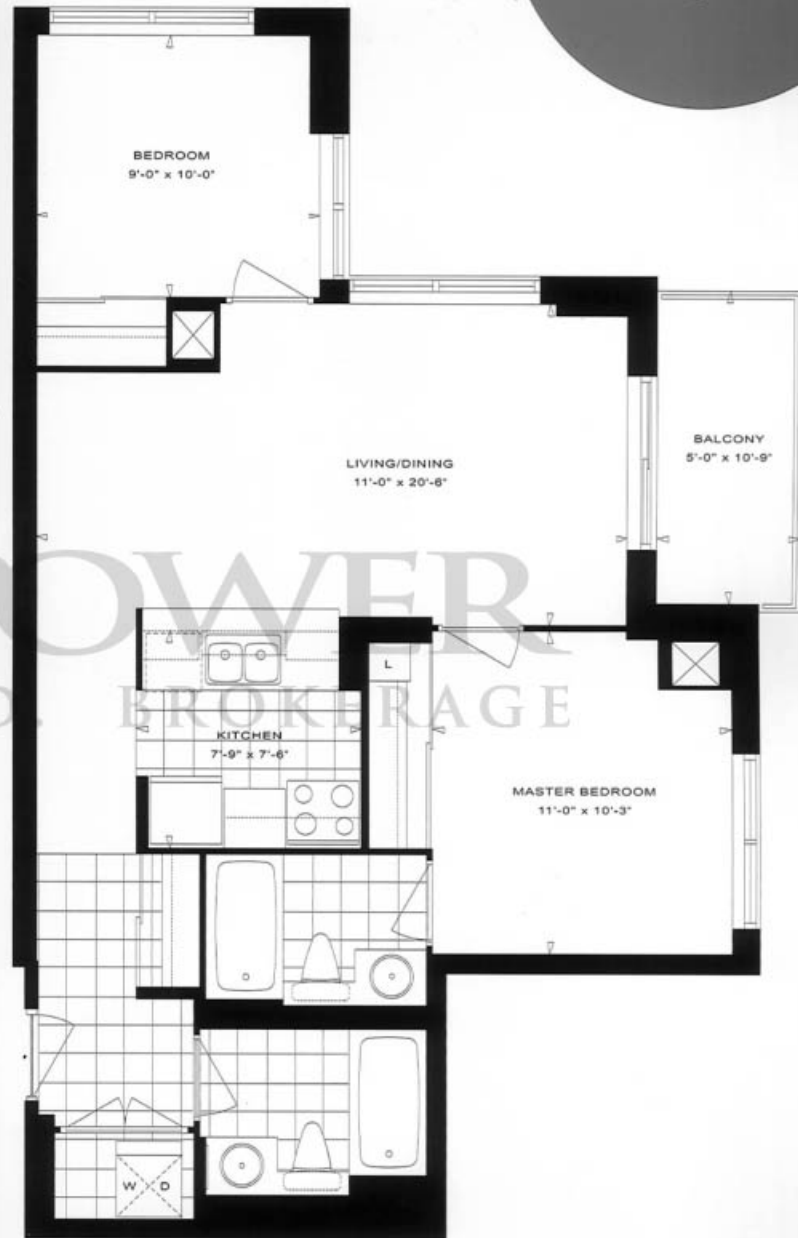 BEDROOM
9'-0" x 10'-0"
LIVING/DINING
11'-0" x 20'-6"
BALCONY
5'-0" x 10'-9"
OWER
BROKERAGE
L
KITCHEN
7'-9" x 7'-6"
MASTER BEDROOM
11'-0" x 10'-3"
W D